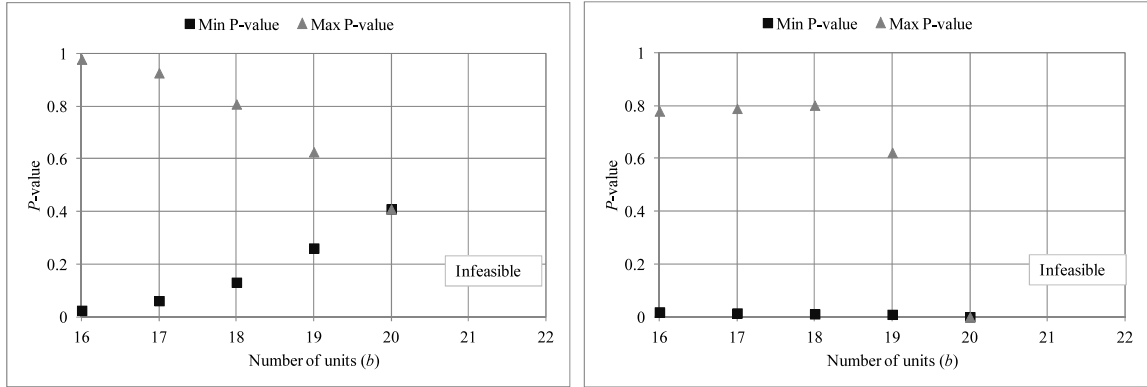 Min P-value Max P-value
1
0.8
0.6
0.4
0.2
0
P-value
Infeasible
16 17 18 19 20 21 22
Number of units (b)
Min P-value Max P-value
1
0.8
0.6
0.4
0.2
0
P-value
Infeasible
16 17 18 19 20 21 22
Number of units (b)